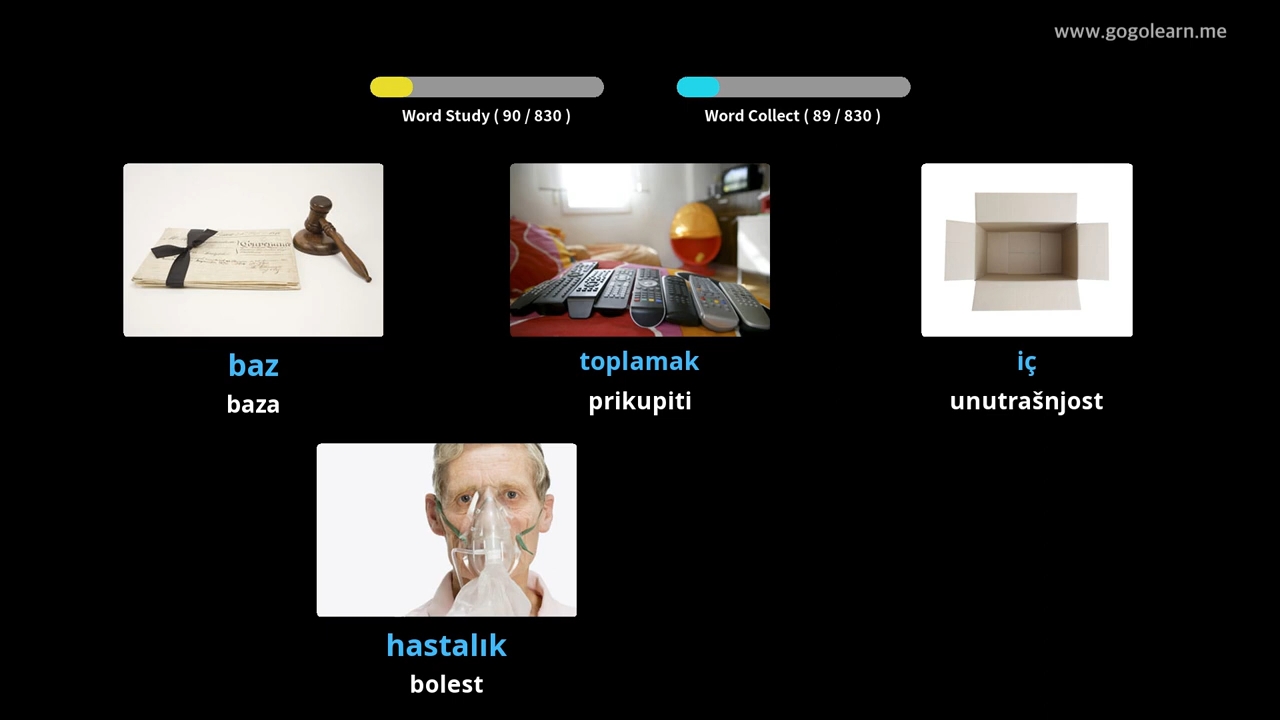 www.gogolearn.me
Word Study ( 90 / 830 )
Word Collect ( 89 / 830 )
baz
baza
toplamak
prikupiti
iç
unutrašnjost
hastalık
bolest